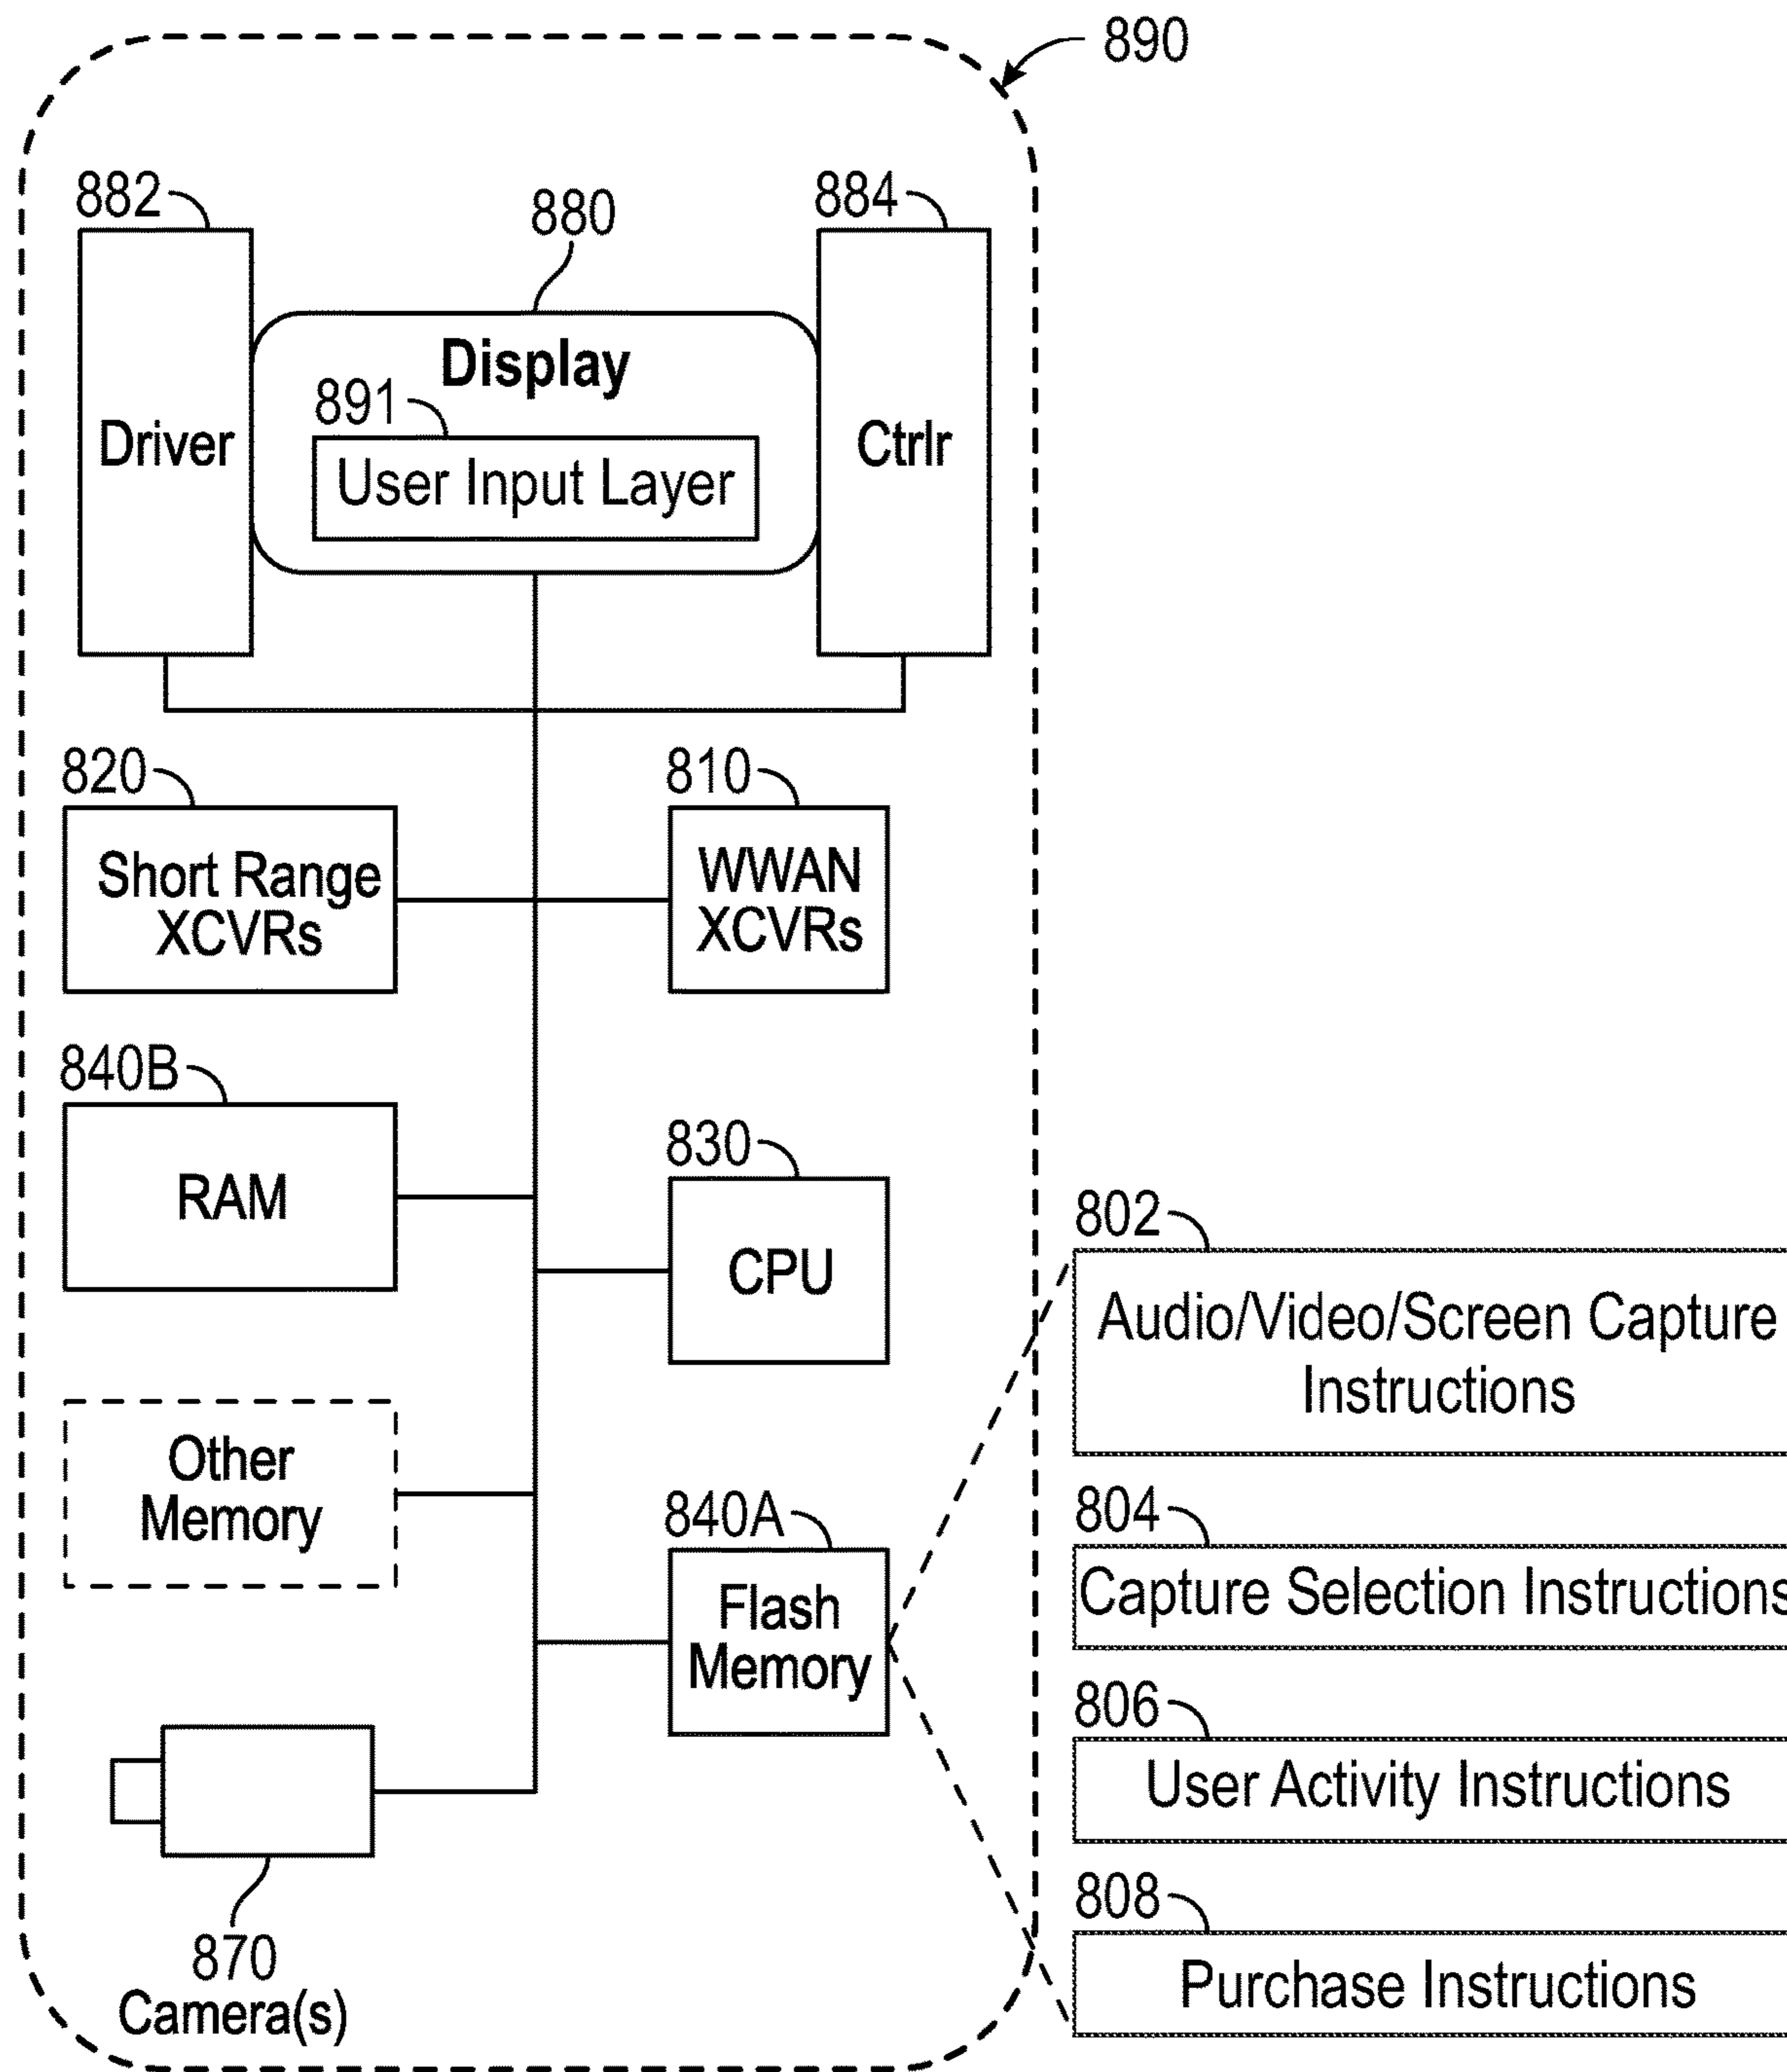 890
882
880
884
Display
891
Driver
User Input Layer
Ctrlr
820
810
Short Range
XCVRs
WWAN
XCVRs
840B
RAM
830
CPU
802
Audio/Video/Screen Capture
Instructions
Other
Memory
840A
Flash
Memory
804
Capture Selection Instructions
806
User Activity Instructions
870
Camera(s)
808
Purchase Instructions